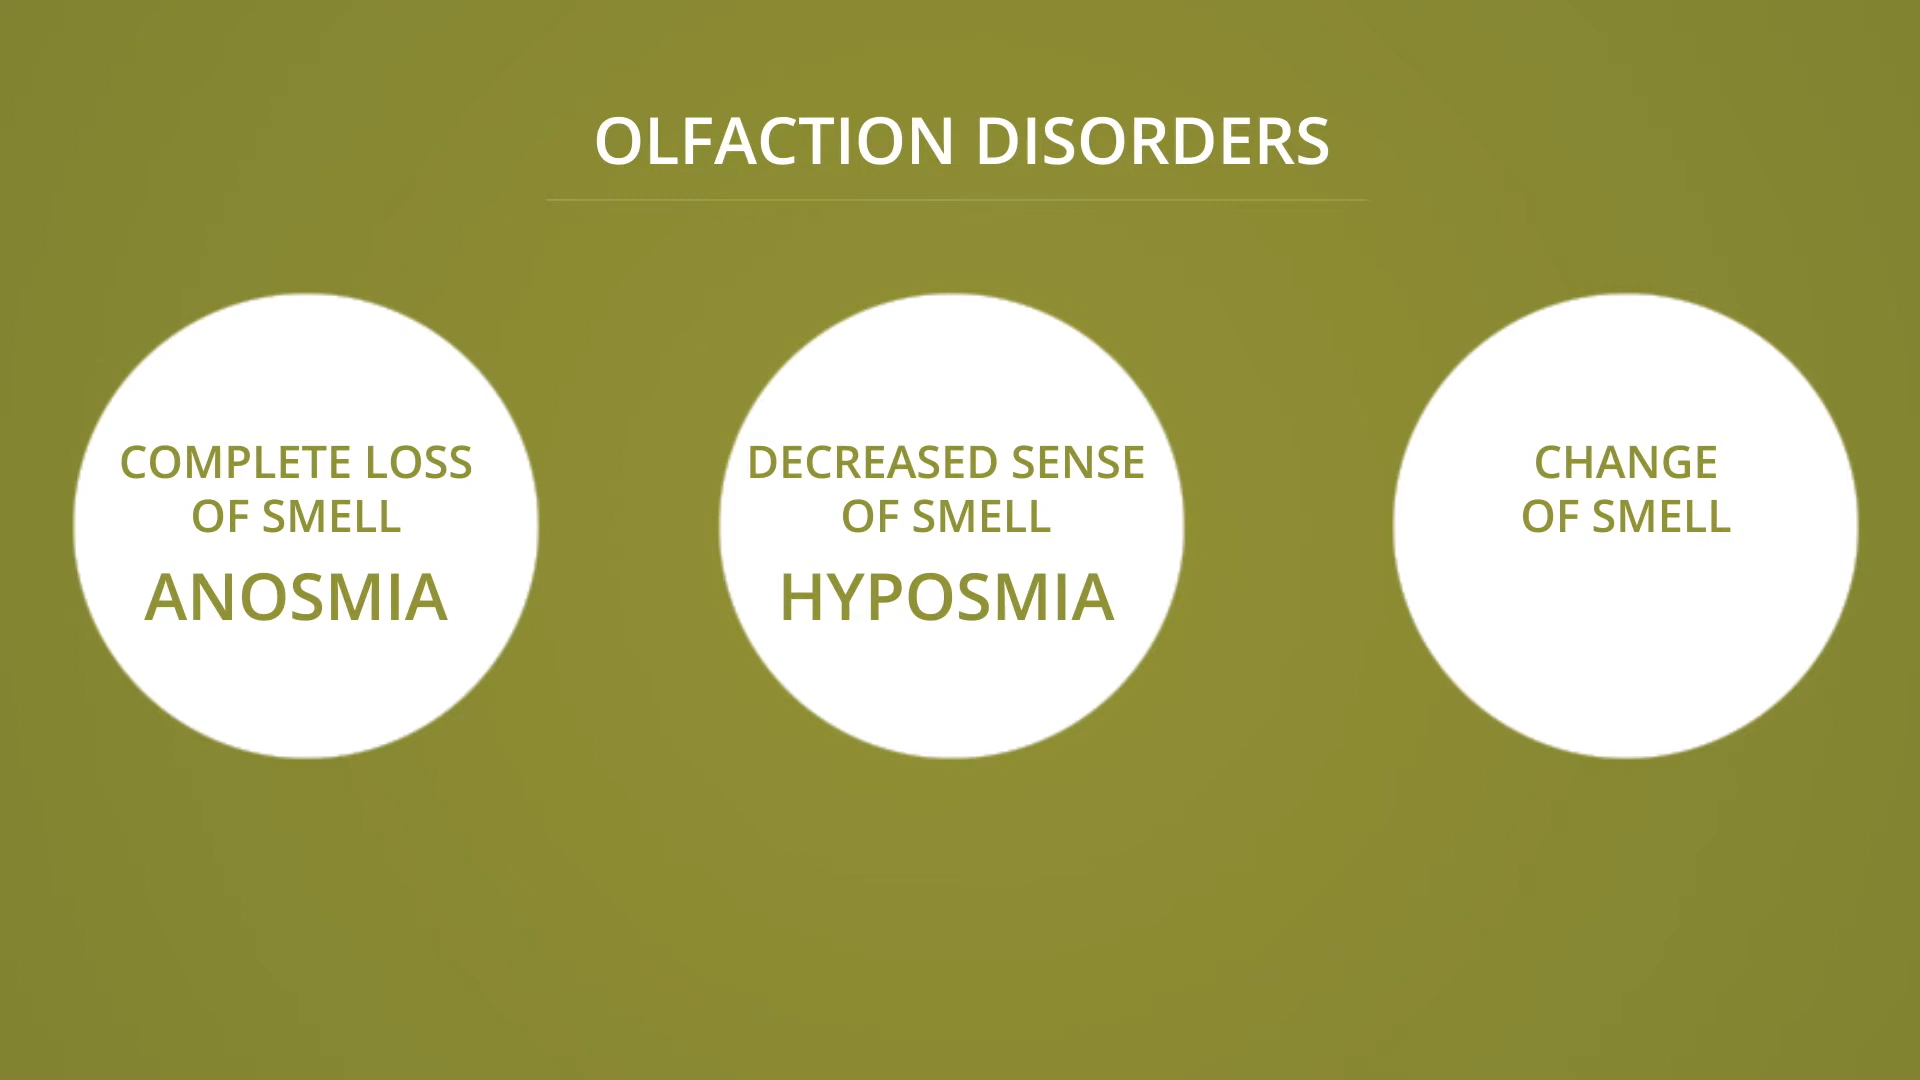 OLFACTION DISORDERS
COMPLETE LOSS
OF SMELL
ANOSMIA
DECREASED SENSE
OF SMELL
HYPOSMIA
CHANGE
OF SMELL